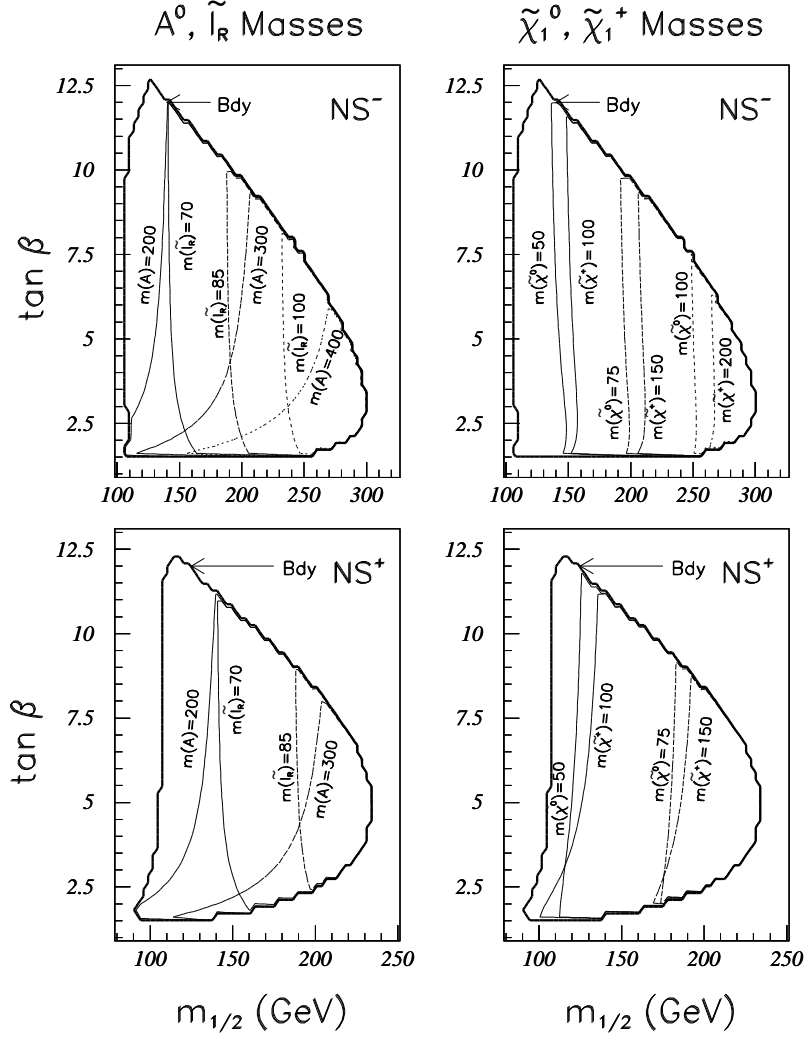 A⁰, l̃_R Masses
χ̃₁⁰, χ̃₁⁺ Masses
12.5
10
7.5
5
2.5
tan β
100 150 200 250 300
Bdy
NS⁻
m(A)=200
m(l̃_R)=70
m(l̃_R)=85
m(A)=300
m(l̃_R)=100
m(A)=400
12.5
10
7.5
5
2.5
100 150 200 250 300
Bdy
NS⁻
m(χ̃⁰)=50
m(χ̃⁺)=100
m(χ̃⁰)=75
m(χ̃⁺)=150
m(χ̃⁰)=100
m(χ̃⁺)=200
12.5
10
7.5
5
2.5
tan β
100 150 200 250
m₁/₂ (GeV)
Bdy
NS⁺
m(A)=200
m(l̃_R)=70
m(l̃_R)=85
m(A)=300
12.5
10
7.5
5
2.5
100 150 200 250
m₁/₂ (GeV)
Bdy
NS⁺
m(χ̃⁰)=50
m(χ̃⁺)=100
m(χ̃⁰)=75
m(χ̃⁺)=150